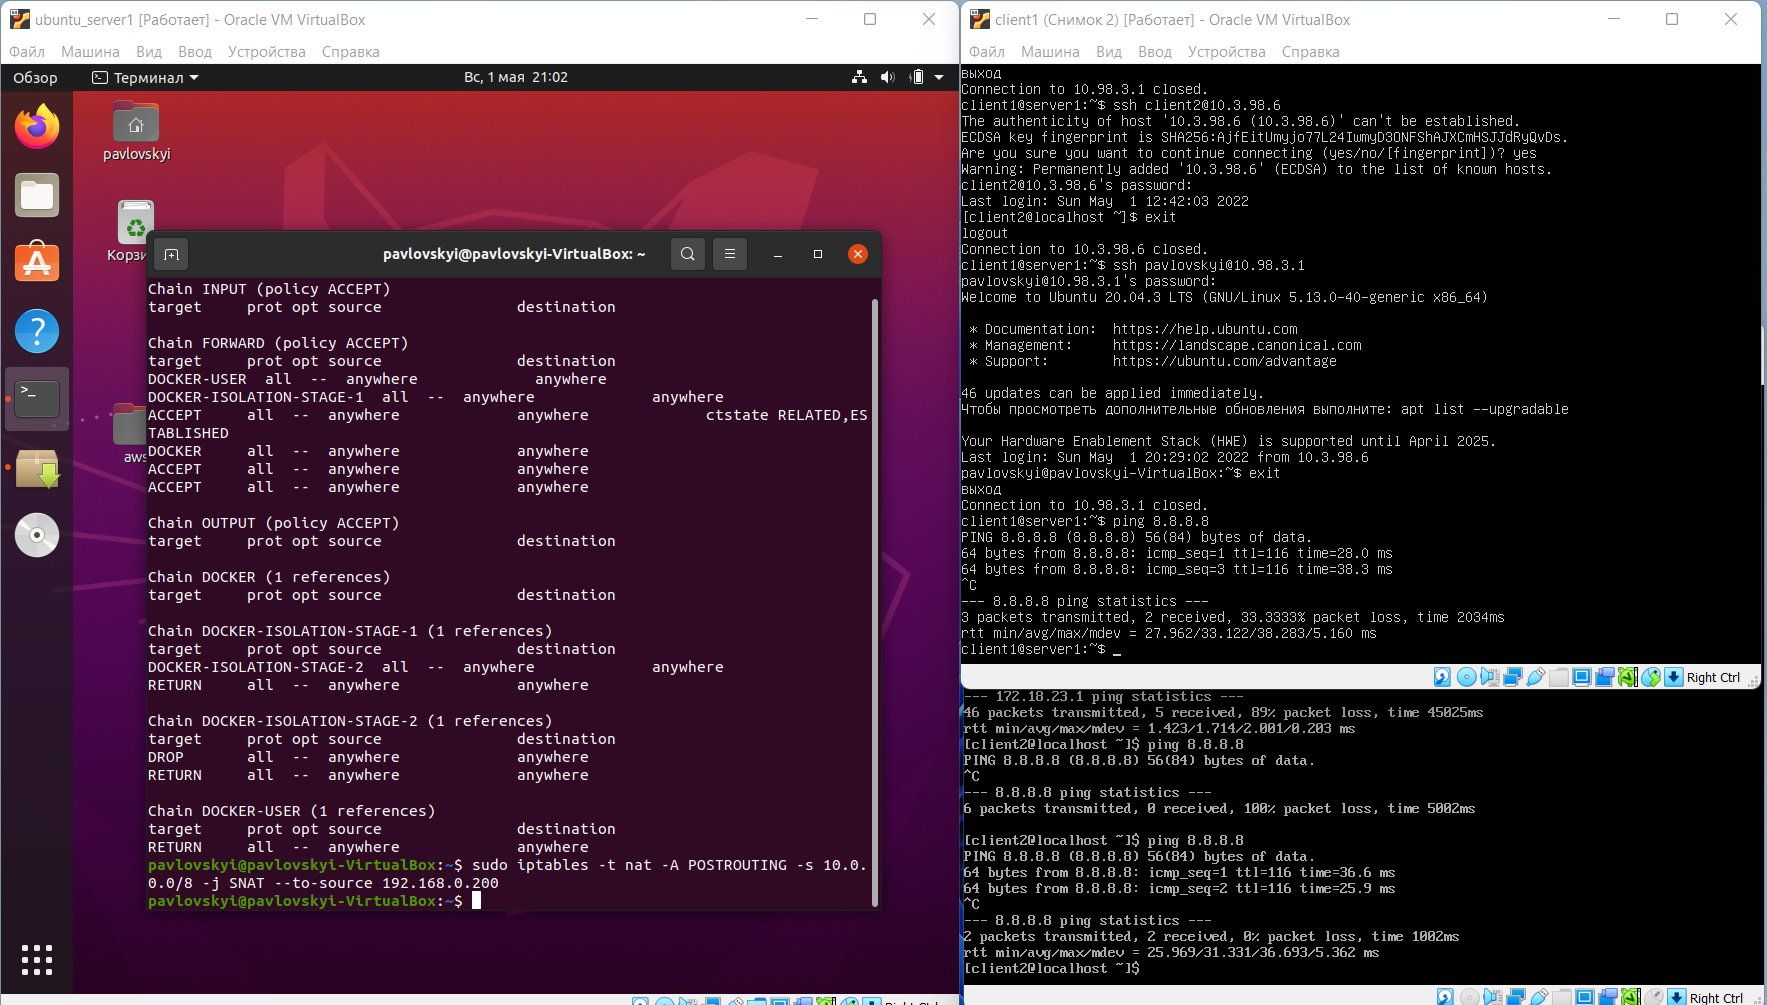 ubuntu_server1 [Работает] - Oracle VM VirtualBox
Файл Машина Вид Ввод Устройства Справка
Обзор Терминал Вс, 1 мая 21:02
pavlovskyi
Корзи
aws
pavlovskyi@pavlovskyi-VirtualBox: ~
Chain INPUT (policy ACCEPT)
target prot opt source destination
Chain FORWARD (policy ACCEPT)
target prot opt source destination
DOCKER-USER all -- anywhere anywhere
DOCKER-ISOLATION-STAGE-1 all -- anywhere anywhere
ACCEPT all -- anywhere anywhere ctstate RELATED,ES
TABLISHED
DOCKER all -- anywhere anywhere
ACCEPT all -- anywhere anywhere
ACCEPT all -- anywhere anywhere
Chain OUTPUT (policy ACCEPT)
target prot opt source destination
Chain DOCKER (1 references)
target prot opt source destination
Chain DOCKER-ISOLATION-STAGE-1 (1 references)
target prot opt source destination
DOCKER-ISOLATION-STAGE-2 all -- anywhere anywhere
RETURN all -- anywhere anywhere
Chain DOCKER-ISOLATION-STAGE-2 (1 references)
target prot opt source destination
DROP all -- anywhere anywhere
RETURN all -- anywhere anywhere
Chain DOCKER-USER (1 references)
target prot opt source destination
RETURN all -- anywhere anywhere
pavlovskyi@pavlovskyi-VirtualBox:~$ sudo iptables -t nat -A POSTROUTING -s 10.0.
0.0/8 -j SNAT --to-source 192.168.0.200
pavlovskyi@pavlovskyi-VirtualBox:~$
client1 (Снимок 2) [Работает] - Oracle VM VirtualBox
Файл Машина Вид Ввод Устройства Справка
выход
Connection to 10.98.3.1 closed.
client1@server1:~$ ssh client2@10.3.98.6
The authenticity of host '10.3.98.6 (10.3.98.6)' can't be established.
ECDSA key fingerprint is SHA256:AjfEitUmyjo77L24IwmyD3ONFShAJXCmHSJJdRyQvDs.
Are you sure you want to continue connecting (yes/no/[fingerprint])? yes
Warning: Permanently added '10.3.98.6' (ECDSA) to the list of known hosts.
client2@10.3.98.6's password:
Last login: Sun May 1 12:42:03 2022
[client2@localhost ~]$ exit
logout
Connection to 10.3.98.6 closed.
client1@server1:~$ ssh pavlovskyi@10.98.3.1
pavlovskyi@10.98.3.1's password:
Welcome to Ubuntu 20.04.3 LTS (GNU/Linux 5.13.0-40-generic x86_64)
* Documentation: https://help.ubuntu.com
* Management: https://landscape.canonical.com
* Support: https://ubuntu.com/advantage
46 updates can be applied immediately.
Чтобы просмотреть дополнительные обновления выполните: apt list --upgradable
Your Hardware Enablement Stack (HWE) is supported until April 2025.
Last login: Sun May 1 20:29:02 2022 from 10.3.98.6
pavlovskyi@pavlovskyi-VirtualBox:~$ exit
выход
Connection to 10.98.3.1 closed.
client1@server1:~$ ping 8.8.8.8
PING 8.8.8.8 (8.8.8.8) 56(84) bytes of data.
64 bytes from 8.8.8.8: icmp_seq=1 ttl=116 time=28.0 ms
64 bytes from 8.8.8.8: icmp_seq=3 ttl=116 time=38.3 ms
^C
--- 8.8.8.8 ping statistics ---
3 packets transmitted, 2 received, 33.3333% packet loss, time 2034ms
rtt min/avg/max/mdev = 27.962/33.122/38.283/5.160 ms
client1@server1:~$ _
Right Ctrl
--- 172.18.23.1 ping statistics ---
46 packets transmitted, 5 received, 89% packet loss, time 45025ms
rtt min/avg/max/mdev = 1.423/1.714/2.001/0.203 ms
[client2@localhost ~]$ ping 8.8.8.8
PING 8.8.8.8 (8.8.8.8) 56(84) bytes of data.
^C
--- 8.8.8.8 ping statistics ---
6 packets transmitted, 0 received, 100% packet loss, time 5002ms
[client2@localhost ~]$ ping 8.8.8.8
PING 8.8.8.8 (8.8.8.8) 56(84) bytes of data.
64 bytes from 8.8.8.8: icmp_seq=1 ttl=116 time=36.6 ms
64 bytes from 8.8.8.8: icmp_seq=2 ttl=116 time=25.9 ms
^C
--- 8.8.8.8 ping statistics ---
2 packets transmitted, 2 received, 0% packet loss, time 1002ms
rtt min/avg/max/mdev = 25.969/31.331/36.693/5.362 ms
[client2@localhost ~]$
Right Ctrl